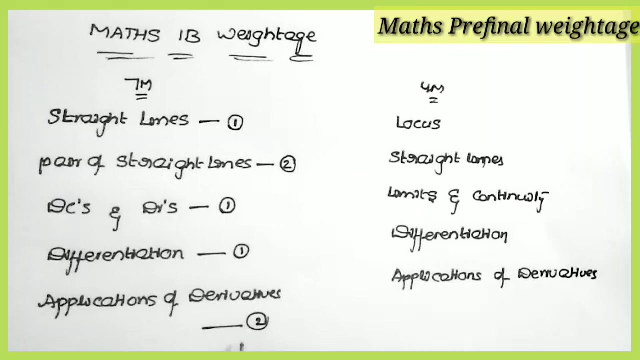 Maths Prefinal weightage
MATHS 1B Weightage
7M
Straight Lines — ①
pair of Straight Lines — ②
Dc's & Dr's — ①
Differentiation — ①
Applications of Derivatives
— ②
4M
Locus
Straight lines
Limits & Continuity
Differentiation
Applications of Derivatives